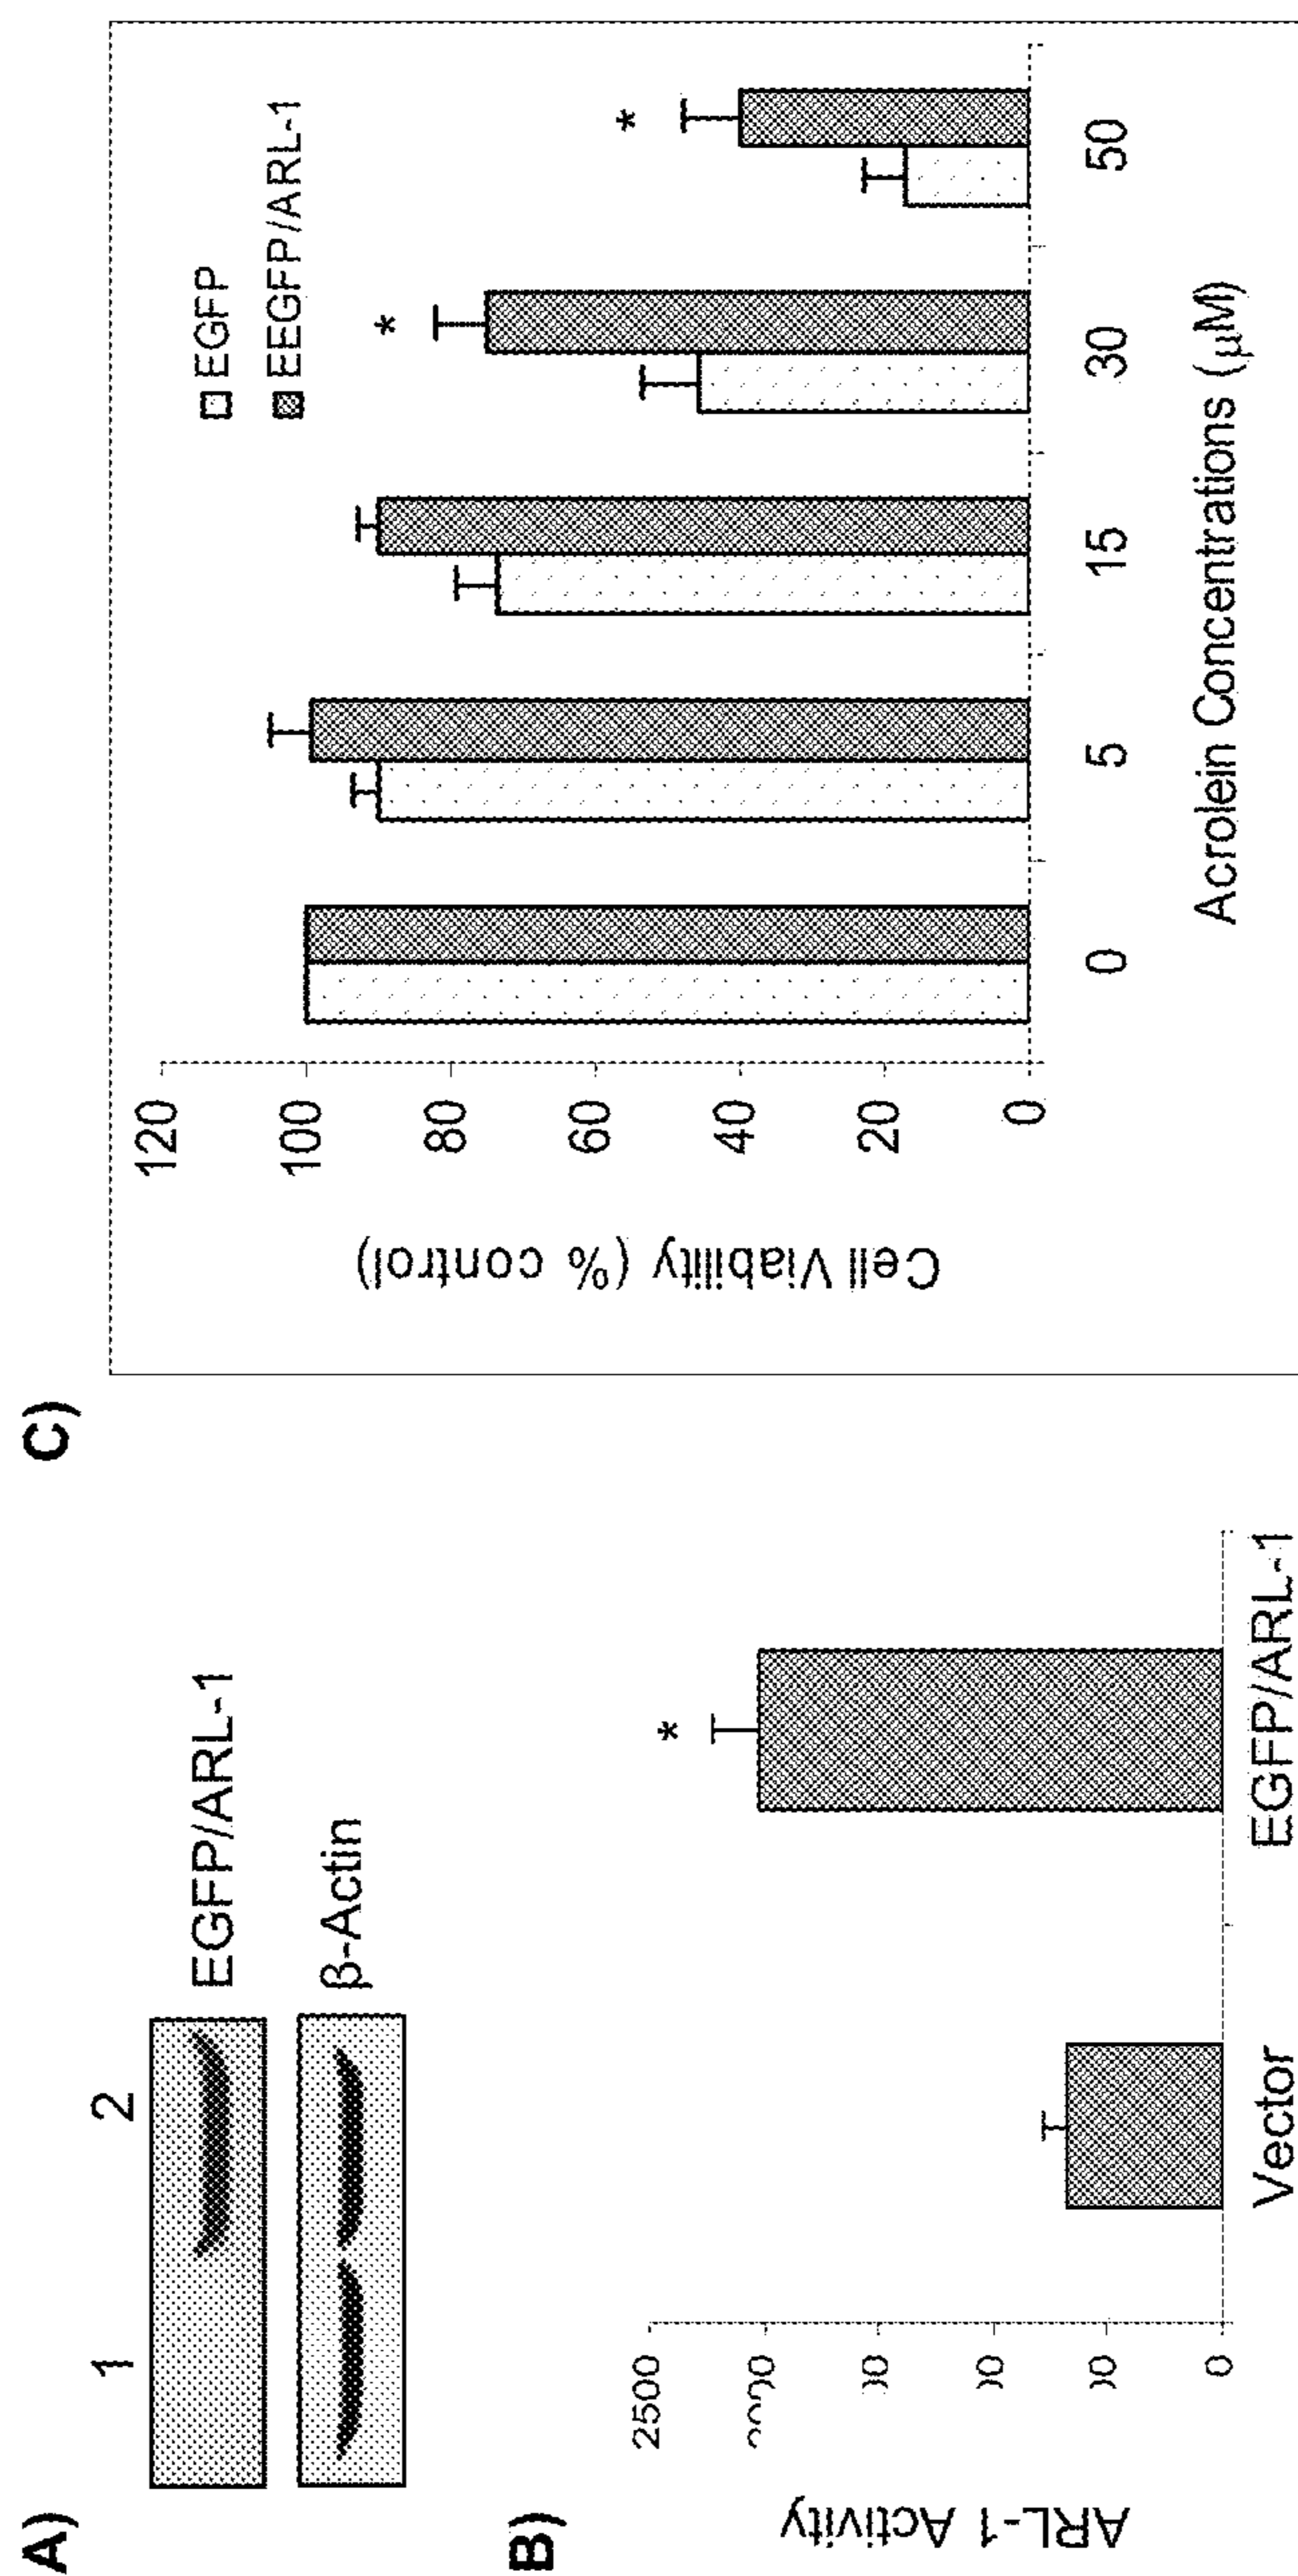 A)
1 2
EGFP/ARL-1
β-Actin
B)
ARL-1 Activity
2500
0
Vector EGFP/ARL-1
C)
EGFP
EEGFP/ARL-1
Cell Viability (% control)
120
100
80
60
40
20
0
*
*
*
0 5 15 30 50
Acrolein Concentrations (μM)